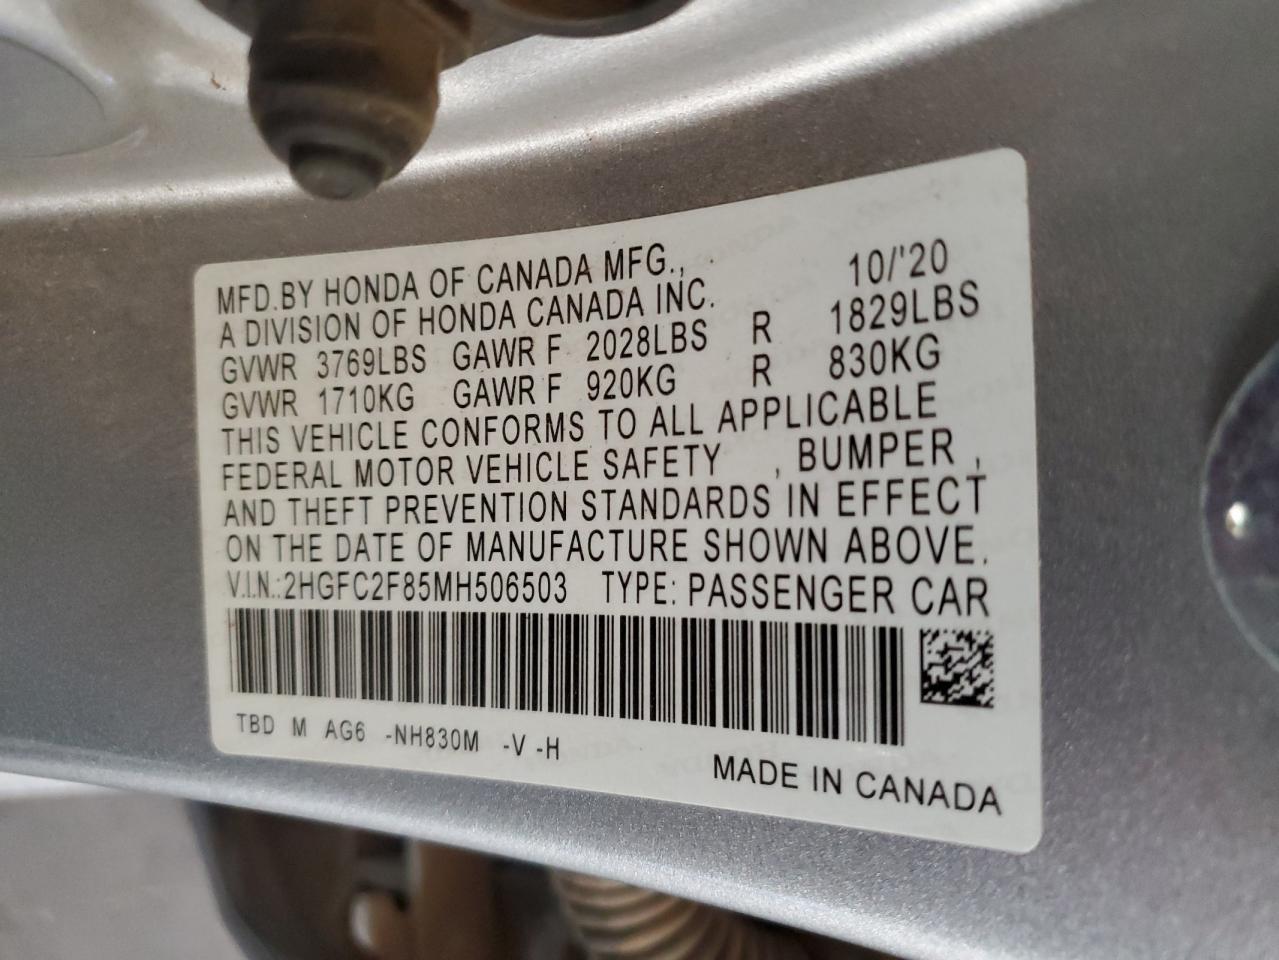 MFD.BY HONDA OF CANADA MFG., 10/'20
A DIVISION OF HONDA CANADA INC.
GVWR 3769LBS GAWR F 2028LBS R 1829LBS
GVWR 1710KG GAWR F 920KG R 830KG
THIS VEHICLE CONFORMS TO ALL APPLICABLE
FEDERAL MOTOR VEHICLE SAFETY , BUMPER ,
AND THEFT PREVENTION STANDARDS IN EFFECT
ON THE DATE OF MANUFACTURE SHOWN ABOVE.
V.I.N.:2HGFC2F85MH506503 TYPE: PASSENGER CAR
TBD M AG6 -NH830M -V -H
MADE IN CANADA